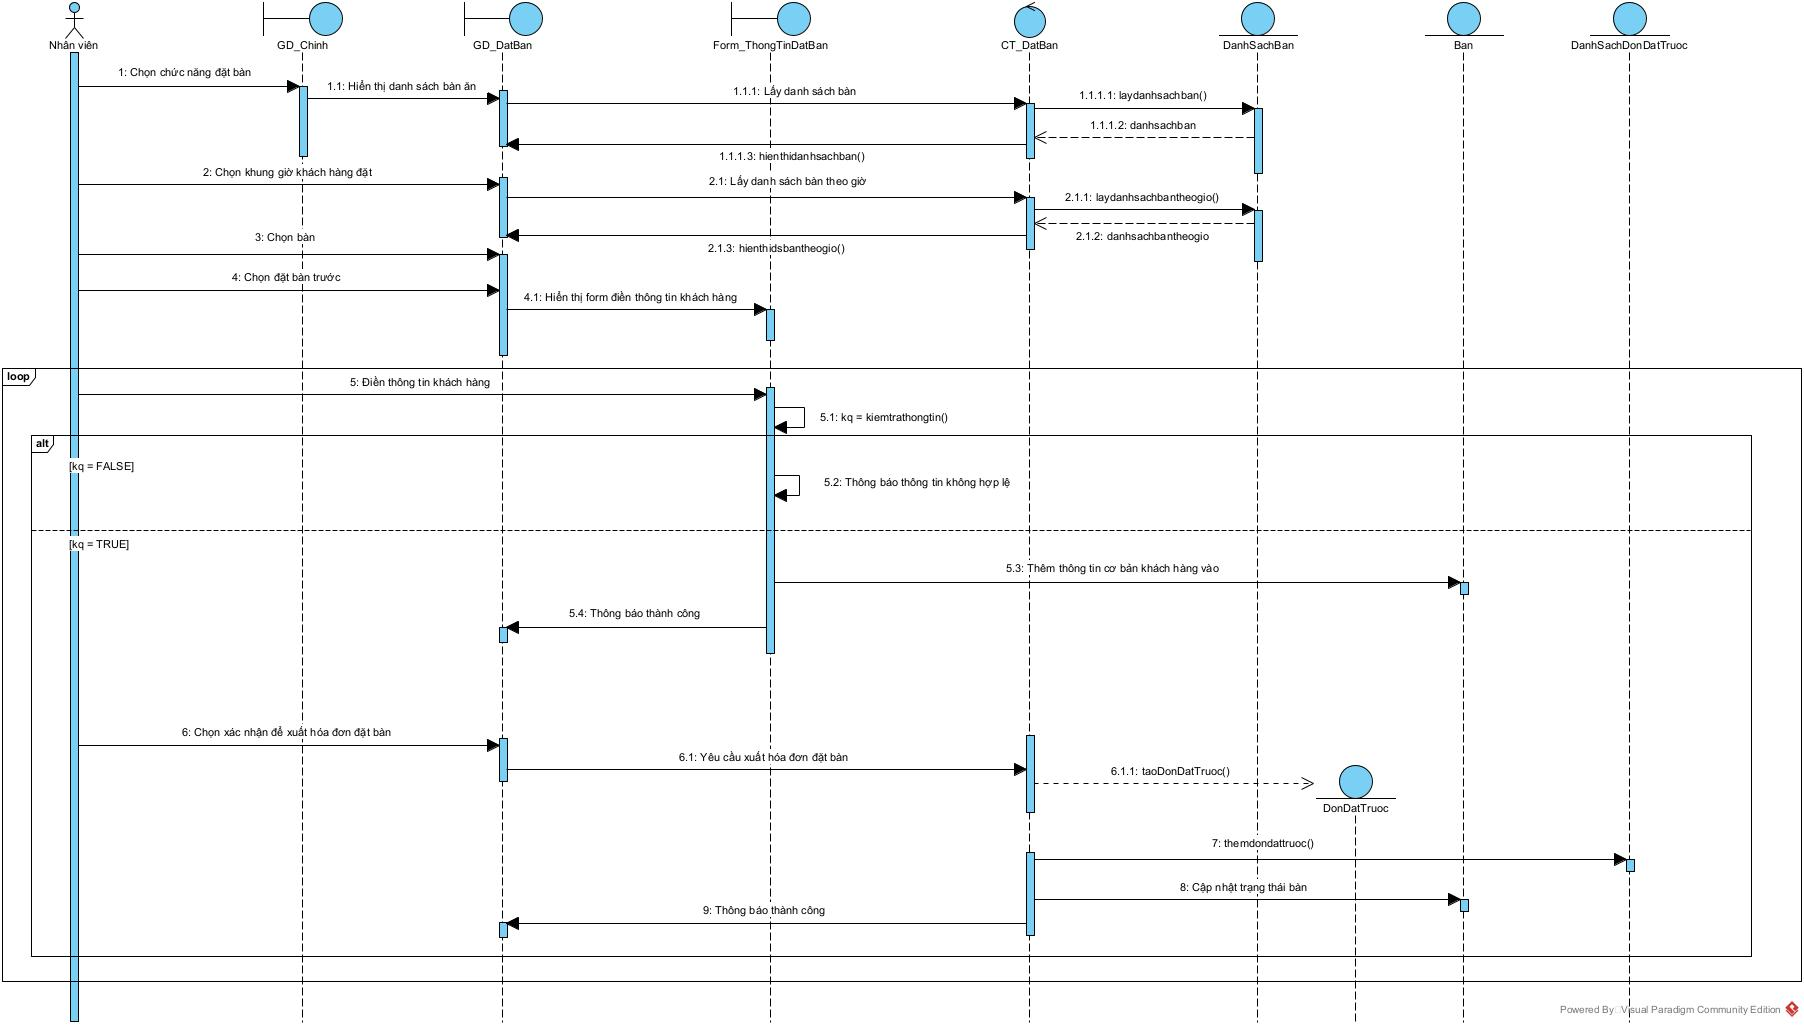 Nhân viên
GD_Chinh
GD_DatBan
Form_ThongTinDatBan
CT_DatBan
DanhSachBan
Ban
DanhSachDonDatTruoc
1: Chọn chức năng đặt bàn
1.1: Hiển thị danh sách bàn ăn
1.1.1: Lấy danh sách bàn
1.1.1.1: laydanhsachban()
1.1.1.2: danhsachban
1.1.1.3: hienthidanhsachban()
2: Chọn khung giờ khách hàng đặt
2.1: Lấy danh sách bàn theo giờ
2.1.1: laydanhsachbantheogio()
2.1.2: danhsachbantheogio
2.1.3: hienthidsbantheogio()
3: Chọn bàn
4: Chọn đặt bàn trước
4.1: Hiển thị form điền thông tin khách hàng
loop
5: Điền thông tin khách hàng
5.1: kq = kiemtrathongtin()
alt
[kq = FALSE]
5.2: Thông báo thông tin không hợp lệ
[kq = TRUE]
5.3: Thêm thông tin cơ bản khách hàng vào
5.4: Thông báo thành công
6: Chọn xác nhận để xuất hóa đơn đặt bàn
6.1: Yêu cầu xuất hóa đơn đặt bàn
6.1.1: taoDonDatTruoc()
DonDatTruoc
7: themdondattruoc()
8: Cập nhật trạng thái bàn
9: Thông báo thành công
Powered By Visual Paradigm Community Edition